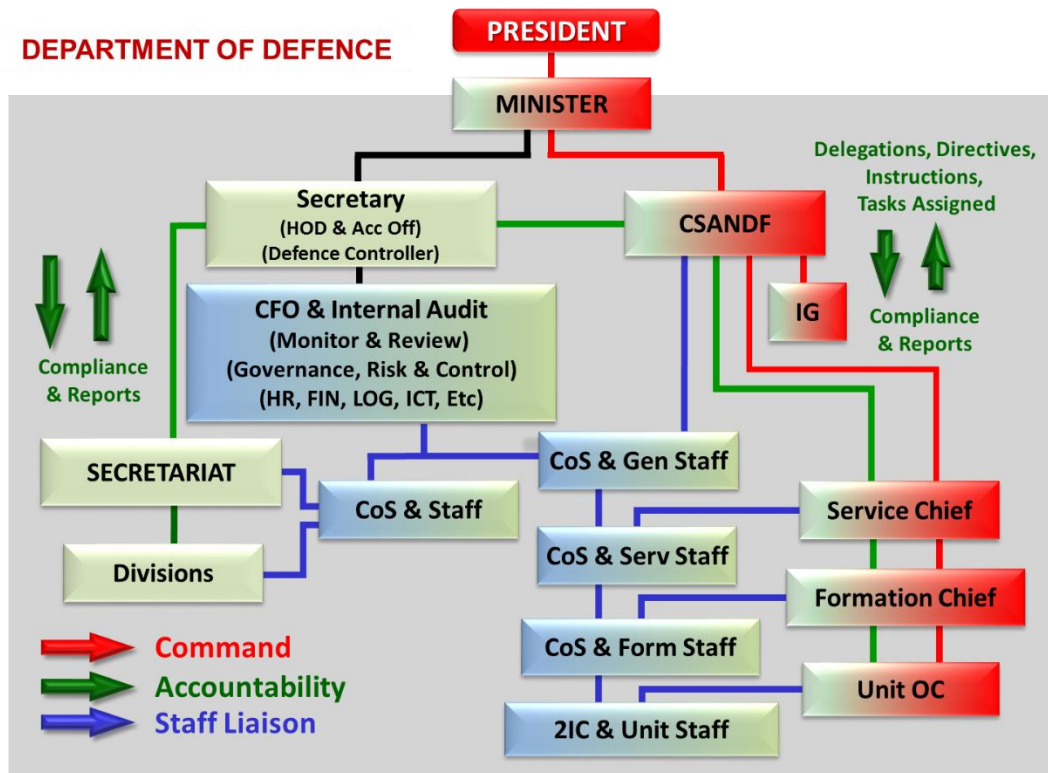 DEPARTMENT OF DEFENCE
PRESIDENT
MINISTER
Delegations, Directives,
Instructions,
Tasks Assigned
Secretary
(HOD & Acc Off)
(Defence Controller)
CSANDF
IG
Compliance
& Reports
CFO & Internal Audit
(Monitor & Review)
(Governance, Risk & Control)
(HR, FIN, LOG, ICT, Etc)
Compliance
& Reports
SECRETARIAT
CoS & Staff
CoS & Gen Staff
Service Chief
Divisions
CoS & Serv Staff
Formation Chief
CoS & Form Staff
Unit OC
2IC & Unit Staff
Command
Accountability
Staff Liaison